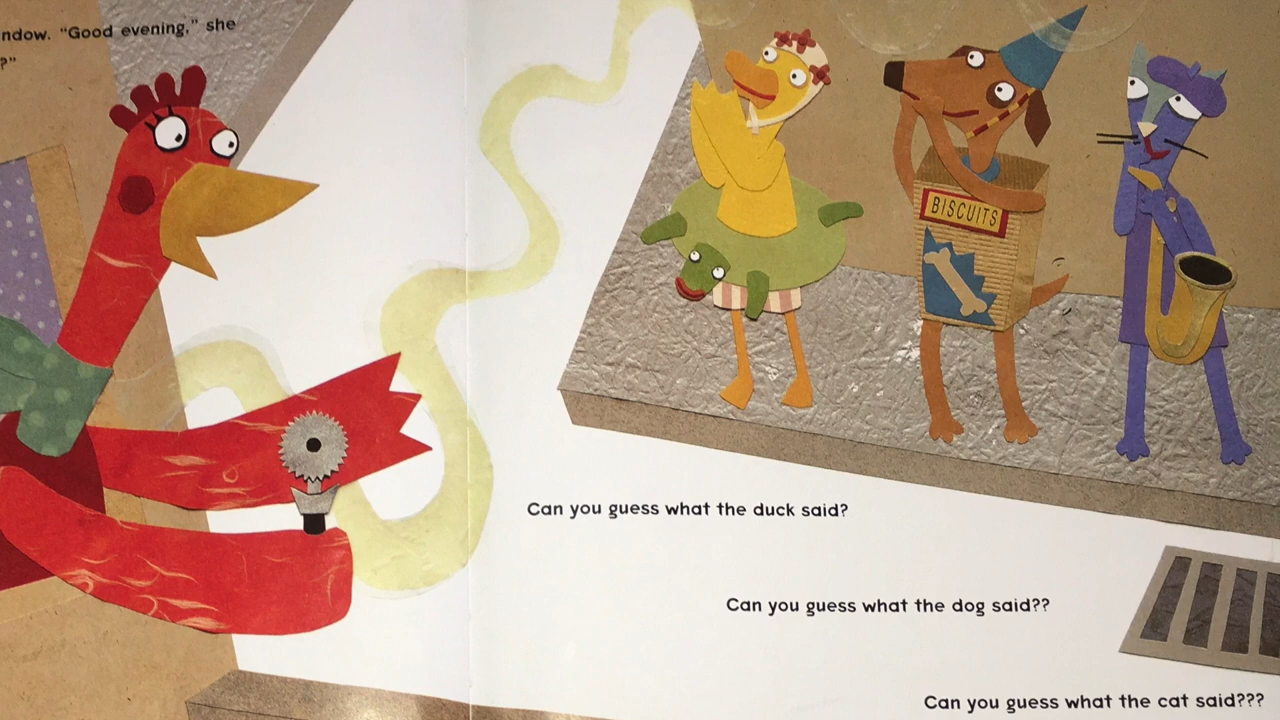 ndow. "Good evening," she
?"
BISCUITS
Can you guess what the duck said?
Can you guess what the dog said??
Can you guess what the cat said???